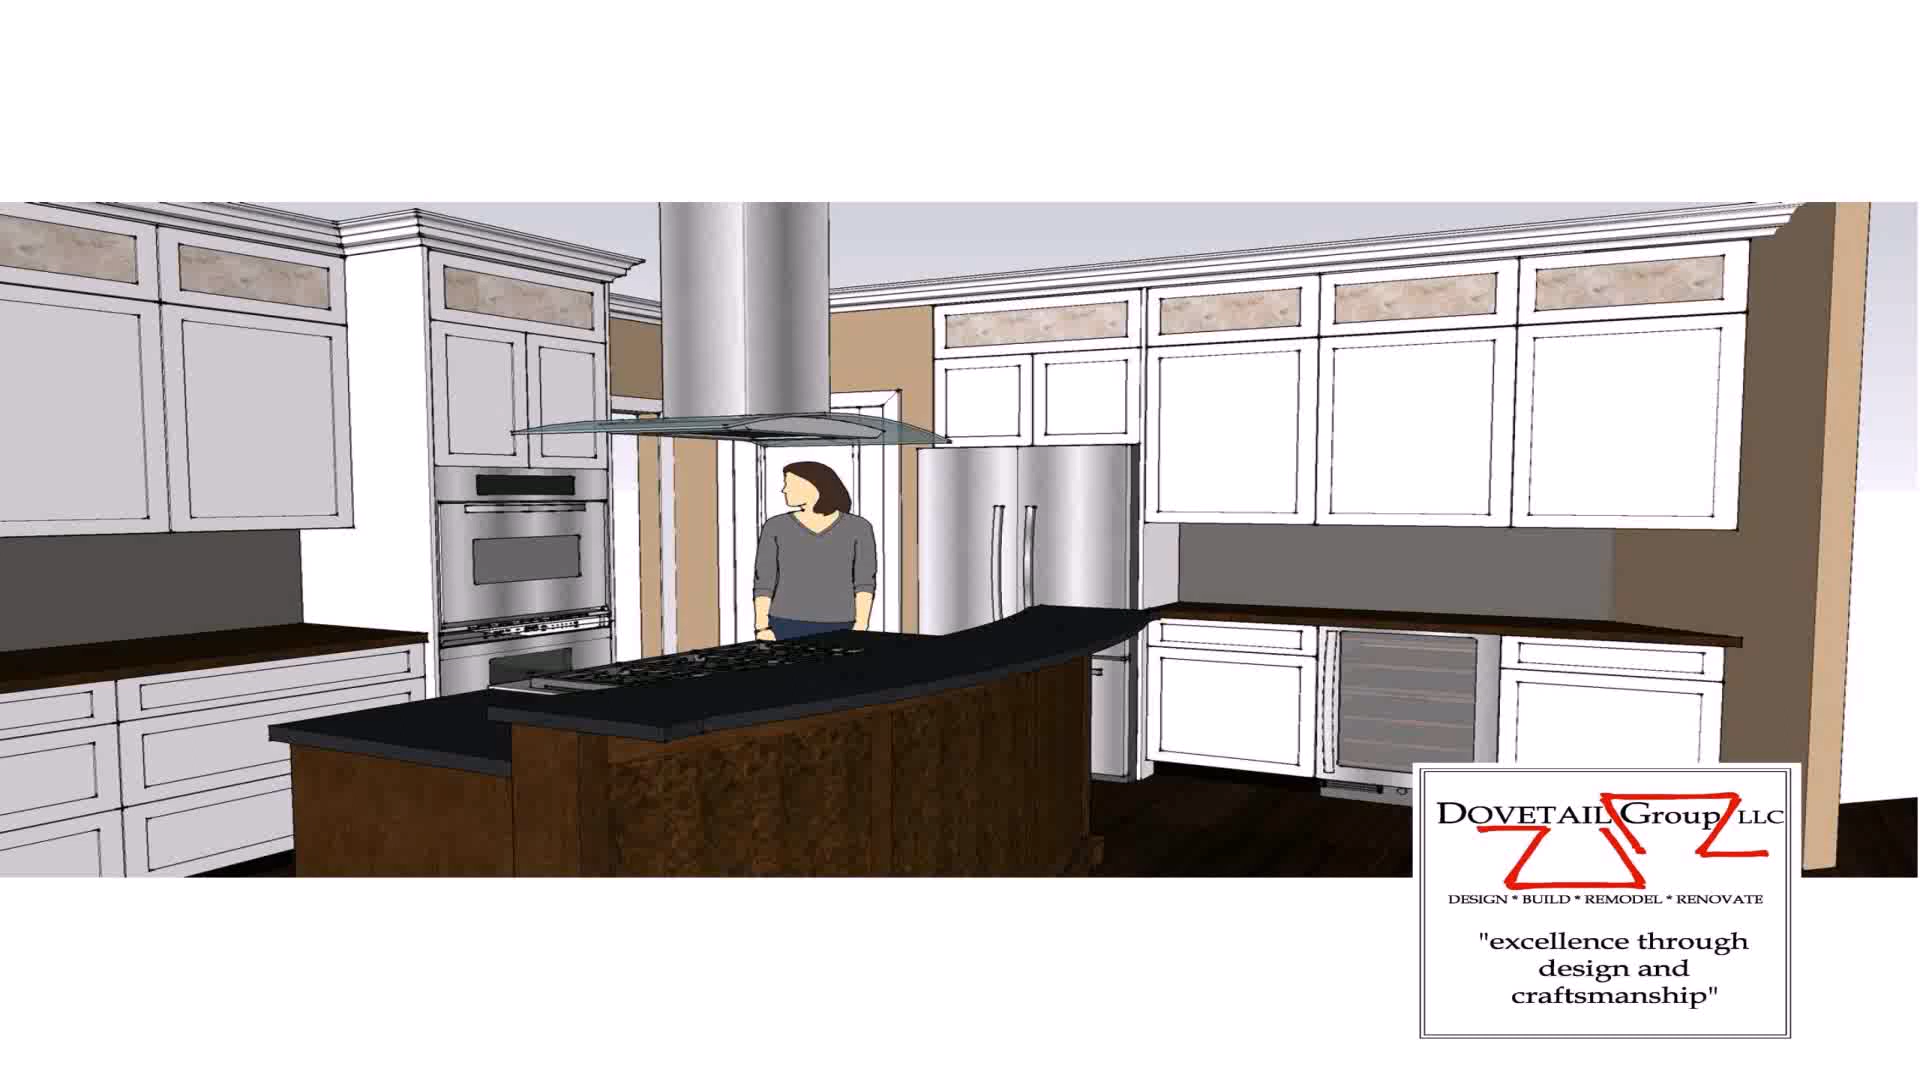 DOVETAIL Group, LLC
DESIGN * BUILD * REMODEL * RENOVATE
"excellence through
design and
craftsmanship"